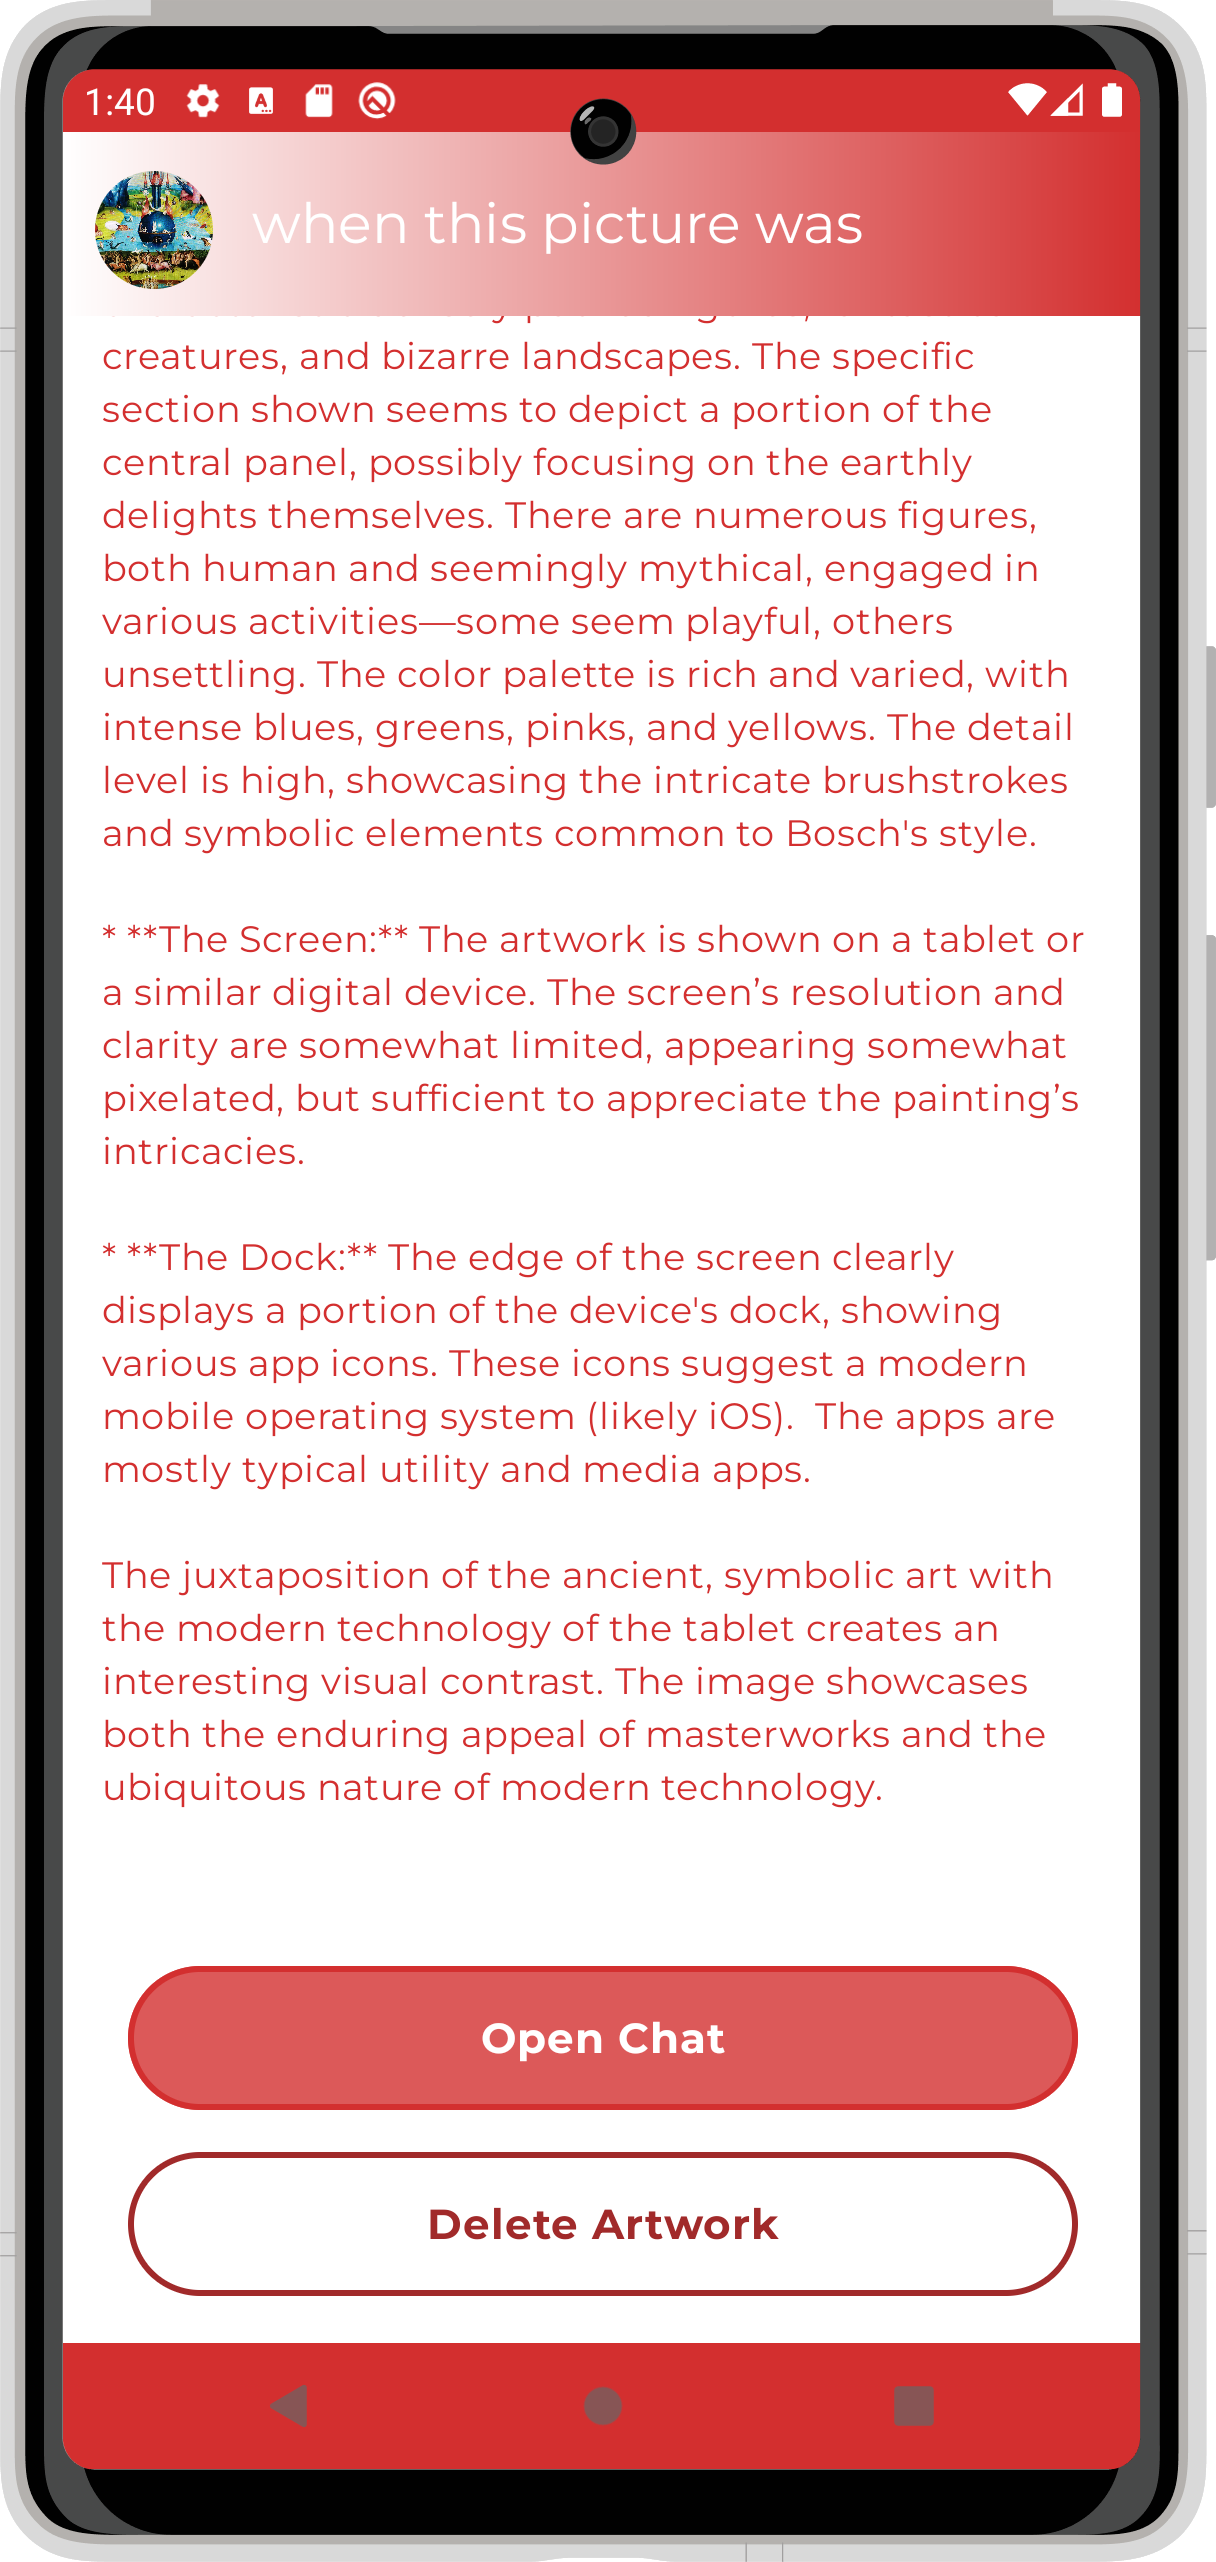 1:40
when this picture was
creatures, and bizarre landscapes. The specific
section shown seems to depict a portion of the
central panel, possibly focusing on the earthly
delights themselves. There are numerous figures,
both human and seemingly mythical, engaged in
various activities—some seem playful, others
unsettling. The color palette is rich and varied, with
intense blues, greens, pinks, and yellows. The detail
level is high, showcasing the intricate brushstrokes
and symbolic elements common to Bosch's style.
* **The Screen:** The artwork is shown on a tablet or
a similar digital device. The screen’s resolution and
clarity are somewhat limited, appearing somewhat
pixelated, but sufficient to appreciate the painting’s
intricacies.
* **The Dock:** The edge of the screen clearly
displays a portion of the device's dock, showing
various app icons. These icons suggest a modern
mobile operating system (likely iOS).  The apps are
mostly typical utility and media apps.
The juxtaposition of the ancient, symbolic art with
the modern technology of the tablet creates an
interesting visual contrast. The image showcases
both the enduring appeal of masterworks and the
ubiquitous nature of modern technology.
Open Chat
Delete Artwork